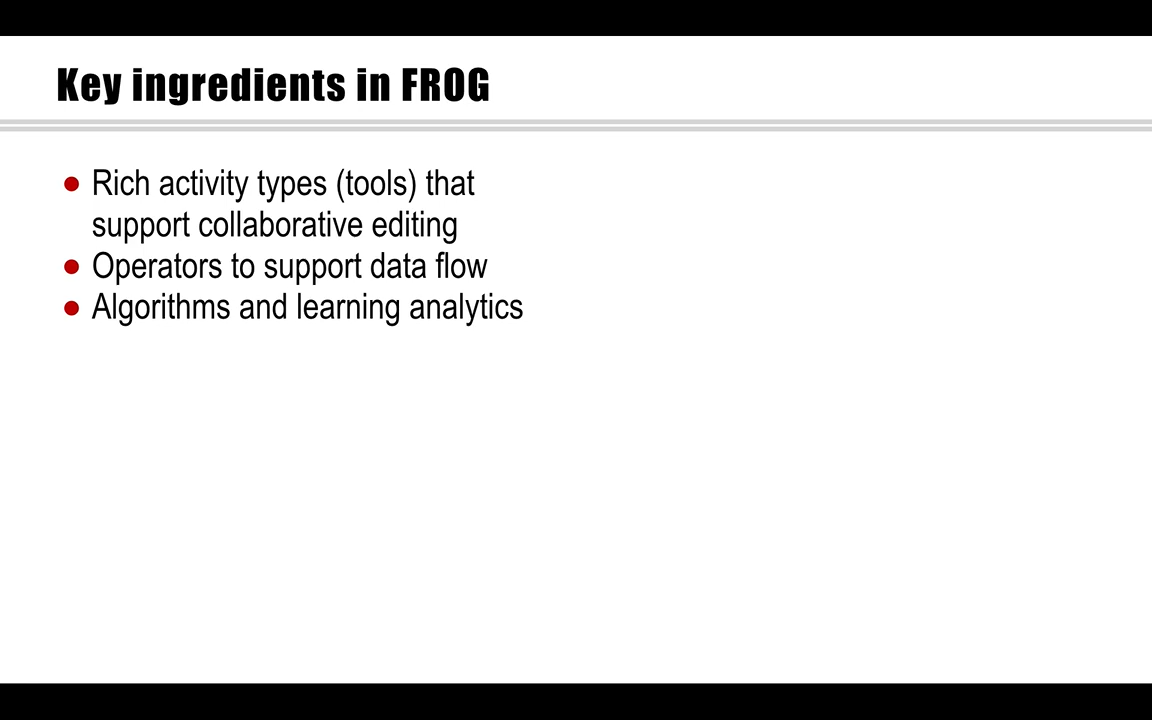 Key ingredients in FROG
● Rich activity types (tools) that
support collaborative editing
● Operators to support data flow
● Algorithms and learning analytics